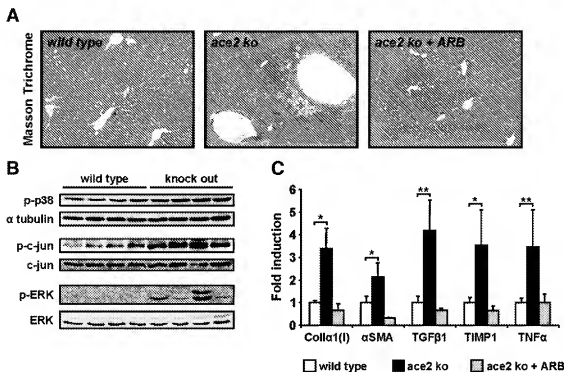 A
wild type
ace2 ko
ace2 ko + ARB
Masson Trichrome
B
wild type
knock out
p-p38
α tubulin
p-c-jun
c-jun
p-ERK
ERK
C
Fold induction
6
5
4
3
2
1
0
*
*
**
*
**
Collα1(I)
αSMA
TGFβ1
TIMP1
TNFα
wild type
ace2 ko
ace2 ko + ARB